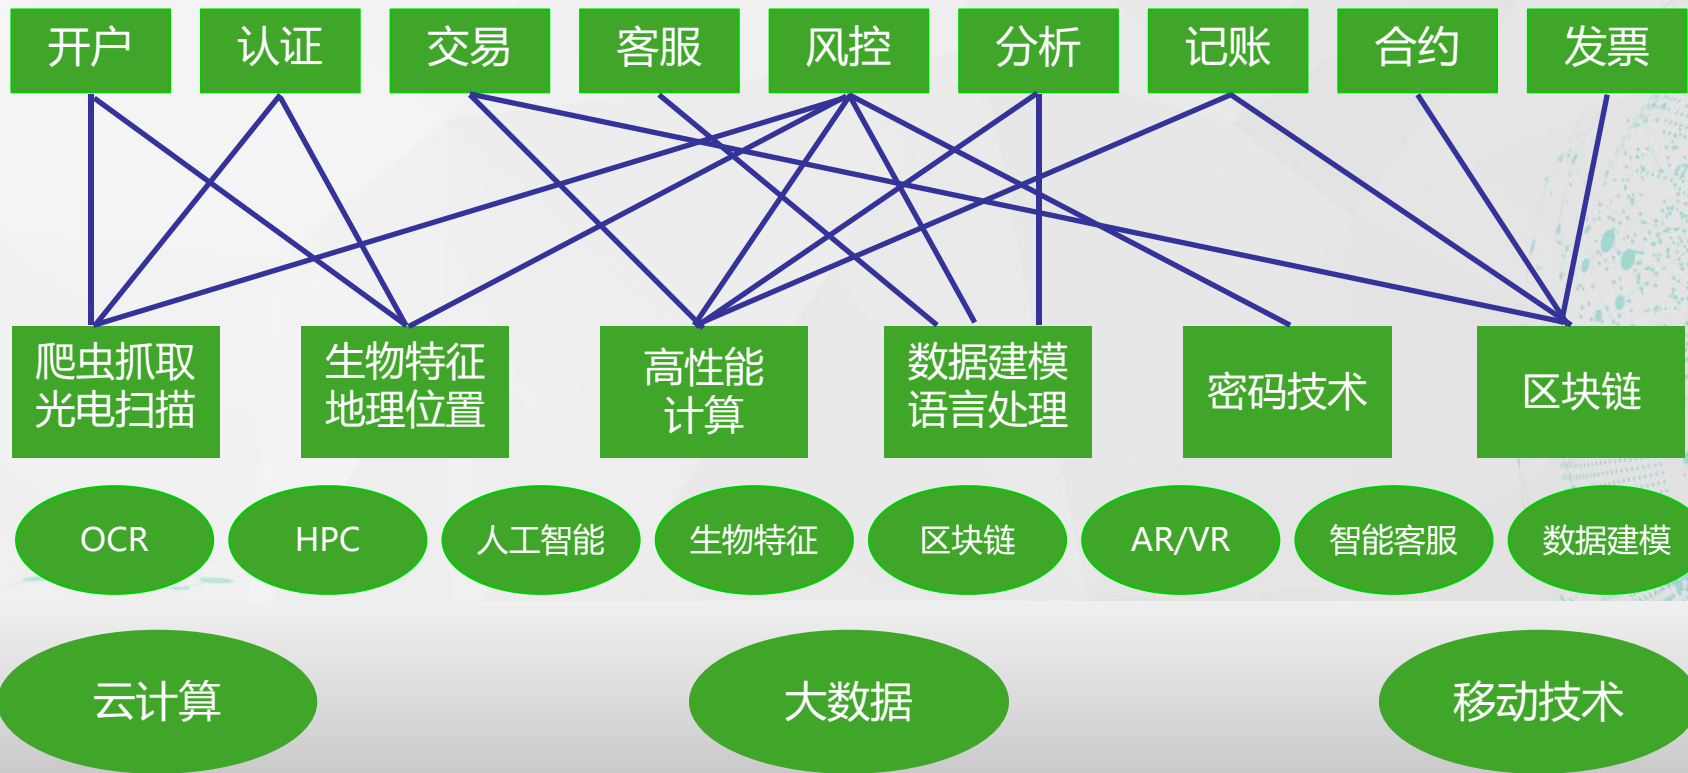 开户
认证
交易
客服
风控
分析
记账
合约
发票
爬虫抓取
光电扫描
生物特征
地理位置
高性能
计算
数据建模
语言处理
密码技术
区块链
OCR
HPC
人工智能
生物特征
区块链
AR/VR
智能客服
数据建模
云计算
大数据
移动技术